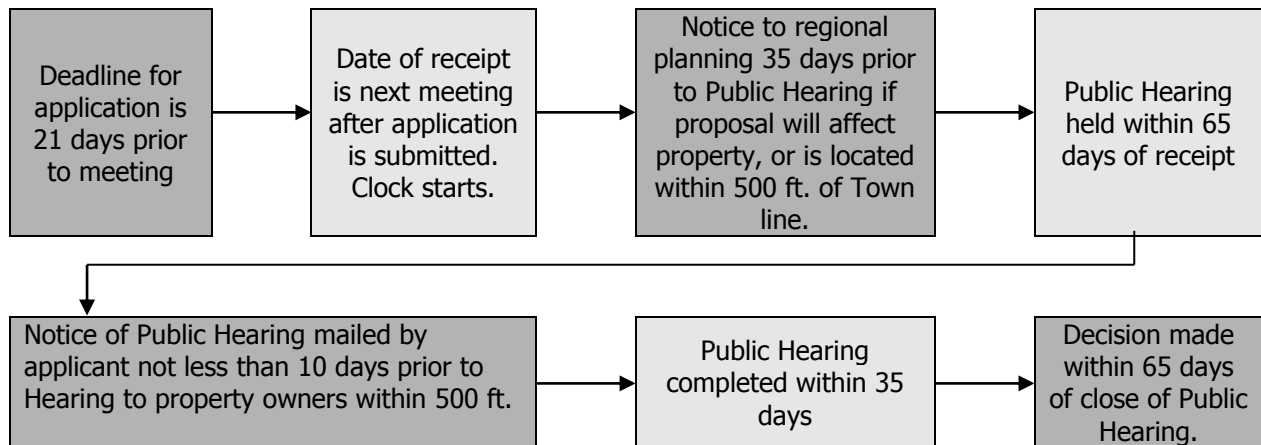 Deadline for
application is
21 days prior
to meeting
Date of receipt
is next meeting
after application
is submitted.
Clock starts.
Notice to regional
planning 35 days prior
to Public Hearing if
proposal will affect
property, or is located
within 500 ft. of Town
line.
Public Hearing
held within 65
days of receipt
Notice of Public Hearing mailed by
applicant not less than 10 days prior to
Hearing to property owners within 500 ft.
Public Hearing
completed within 35
days
Decision made
within 65 days
of close of Public
Hearing.